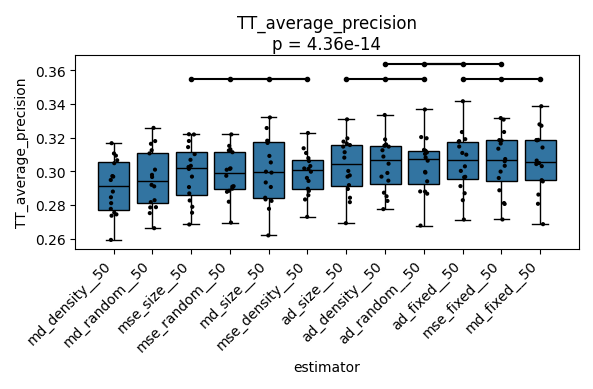 TT_average_precision
p = 4.36e-14
TT_average_precision
0.36
0.34
0.32
0.30
0.28
0.26
md_density__50
md_random__50
mse_size__50
mse_random__50
md_size__50
mse_density__50
ad_size__50
ad_density__50
ad_random__50
ad_fixed__50
mse_fixed__50
md_fixed__50
estimator